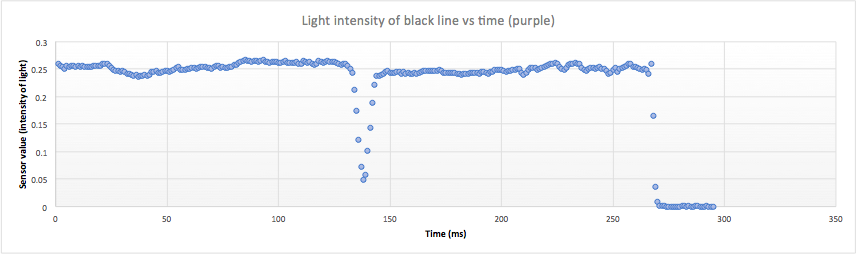 Light intensity of black line vs time (purple)
Sensor value (intensity of light)
0.3
0.25
0.2
0.15
0.1
0.05
0
0 50 100 150 200 250 300 350
Time (ms)